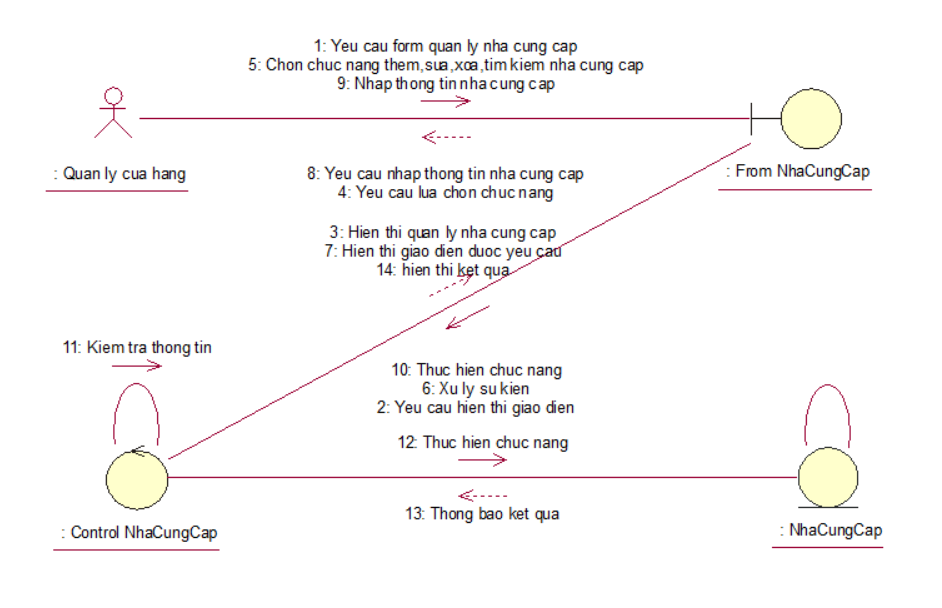 1: Yeu cau form quan ly nha cung cap
5: Chon chuc nang them,sua,xoa,tim kiem nha cung cap
9: Nhap thong tin nha cung cap
: Quan ly cua hang
: From NhaCungCap
8: Yeu cau nhap thong tin nha cung cap
4: Yeu cau lua chon chuc nang
3: Hien thi quan ly nha cung cap
7: Hien thi giao dien duoc yeu cau
14: hien thi ket qua
11: Kiem tra thong tin
10: Thuc hien chuc nang
6: Xu ly su kien
2: Yeu cau hien thi giao dien
12: Thuc hien chuc nang
13: Thong bao ket qua
: Control NhaCungCap
: NhaCungCap